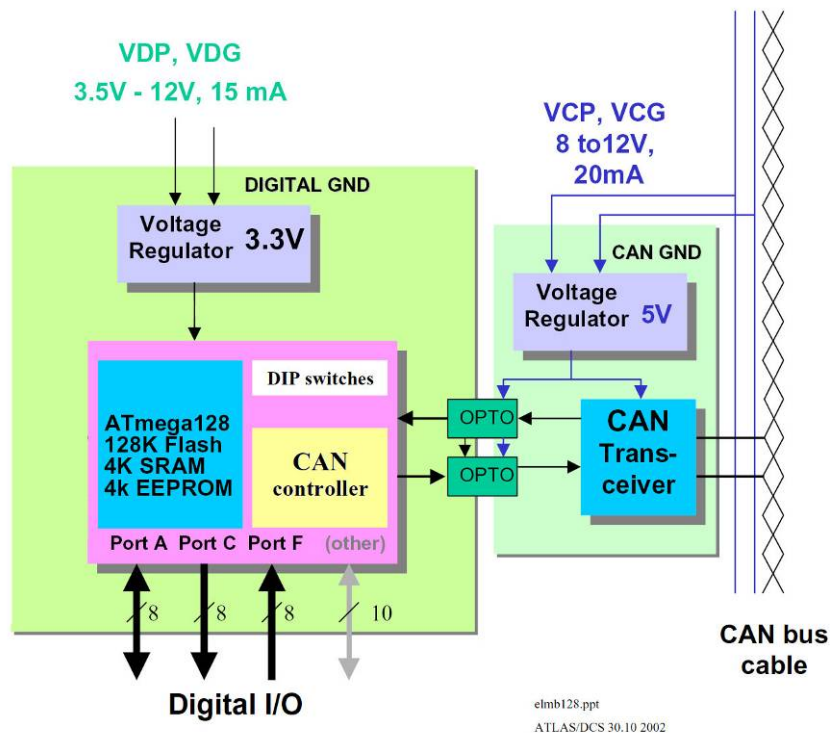 VDP, VDG
3.5V - 12V, 15 mA
VCP, VCG
8 to12V,
20mA
DIGITAL GND
Voltage
Regulator 3.3V
CAN GND
Voltage
Regulator 5V
DIP switches
ATmega128
128K Flash
4K SRAM
4k EEPROM
CAN
controller
OPTO
OPTO
CAN
Trans-
ceiver
Port A Port C Port F (other)
8 8 8 10
Digital I/O
CAN bus
cable
elmb128.ppt
ATLAS/DCS 30.10 2002